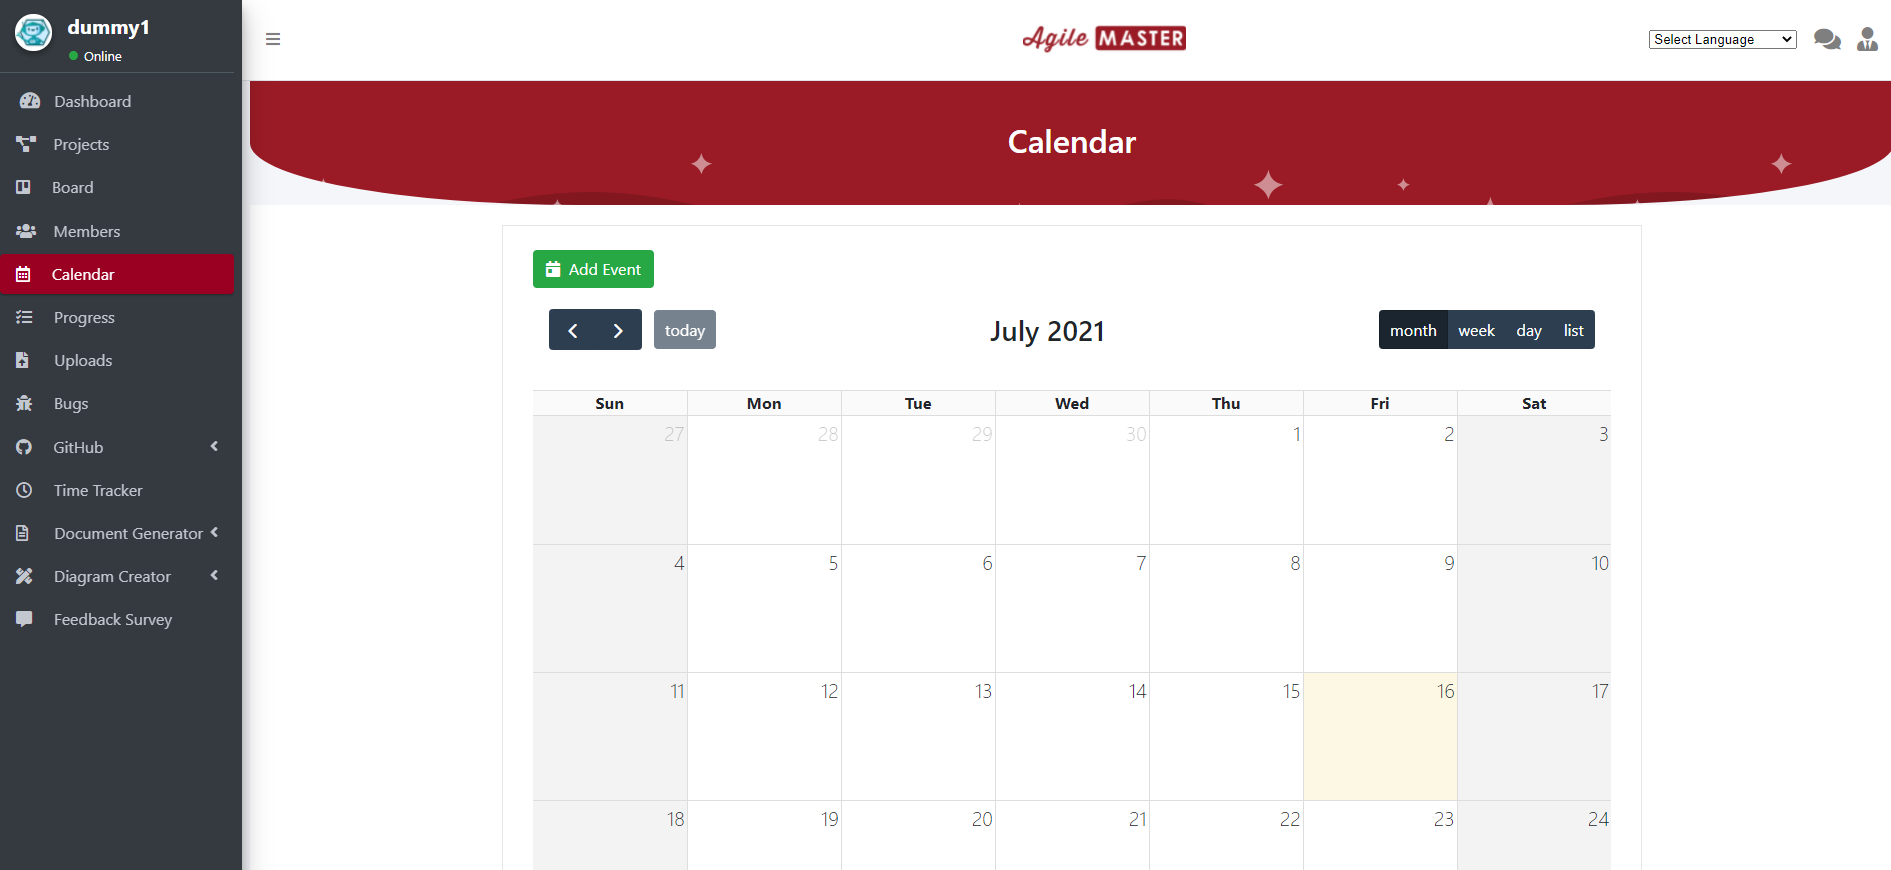 dummy1
Online
Dashboard
Projects
Board
Members
Calendar
Progress
Uploads
Bugs
GitHub
Time Tracker
Document Generator
Diagram Creator
Feedback Survey
Agile MASTER
Select Language
Calendar
Add Event
today
July 2021
month week day list
Sun Mon Tue Wed Thu Fri Sat
27 28 29 30 1 2 3
4 5 6 7 8 9 10
11 12 13 14 15 16 17
18 19 20 21 22 23 24